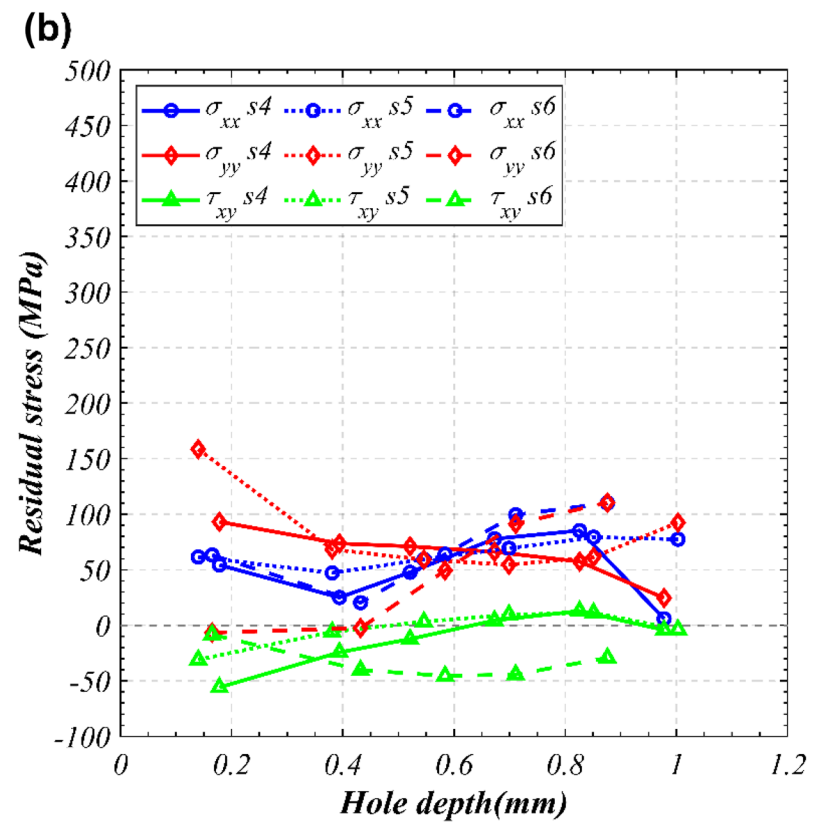 (b)
500
450
400
350
300
250
200
150
100
50
0
-50
-100
σxx s4 σxx s5 σxx s6
σyy s4 σyy s5 σyy s6
τxy s4 τxy s5 τxy s6
Residual stress (MPa)
0 0.2 0.4 0.6 0.8 1 1.2
Hole depth(mm)